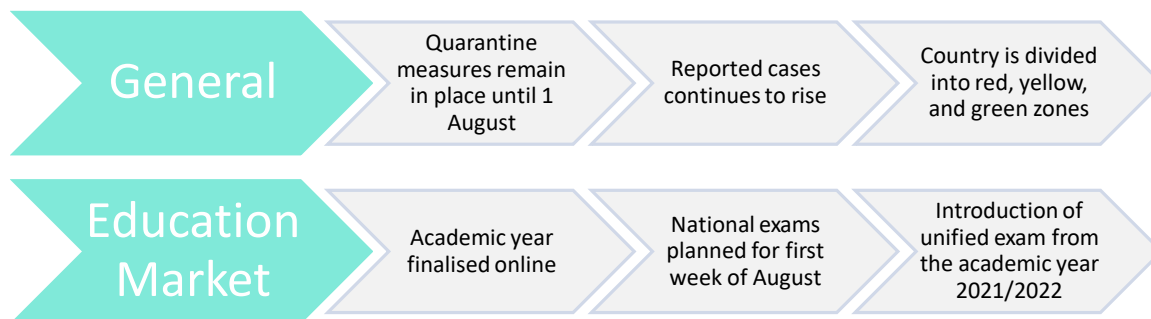 General
Quarantine
measures remain
in place until 1
August
Reported cases
continues to rise
Country is divided
into red, yellow,
and green zones
Education
Market
Academic year
finalised online
National exams
planned for first
week of August
Introduction of
unified exam from
the academic year
2021/2022